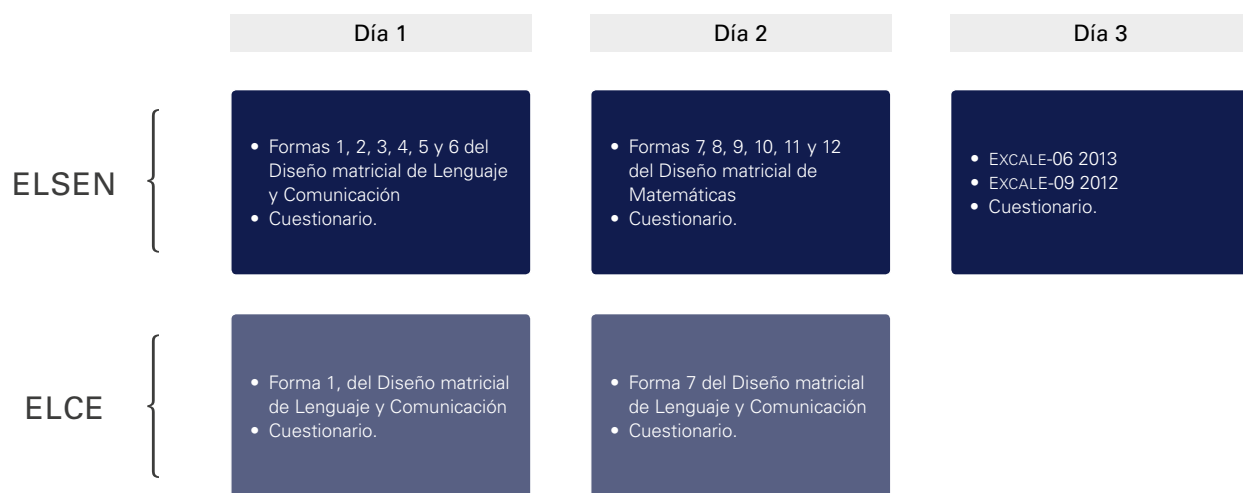 Día 1
Día 2
Día 3
ELSEN
• Formas 1, 2, 3, 4, 5 y 6 del
Diseño matricial de Lenguaje
y Comunicación
• Cuestionario.
• Formas 7, 8, 9, 10, 11 y 12
del Diseño matricial de
Matemáticas
• Cuestionario.
• EXCALE-06 2013
• EXCALE-09 2012
• Cuestionario.
ELCE
• Forma 1, del Diseño matricial
de Lenguaje y Comunicación
• Cuestionario.
• Forma 7 del Diseño matricial
de Lenguaje y Comunicación
• Cuestionario.